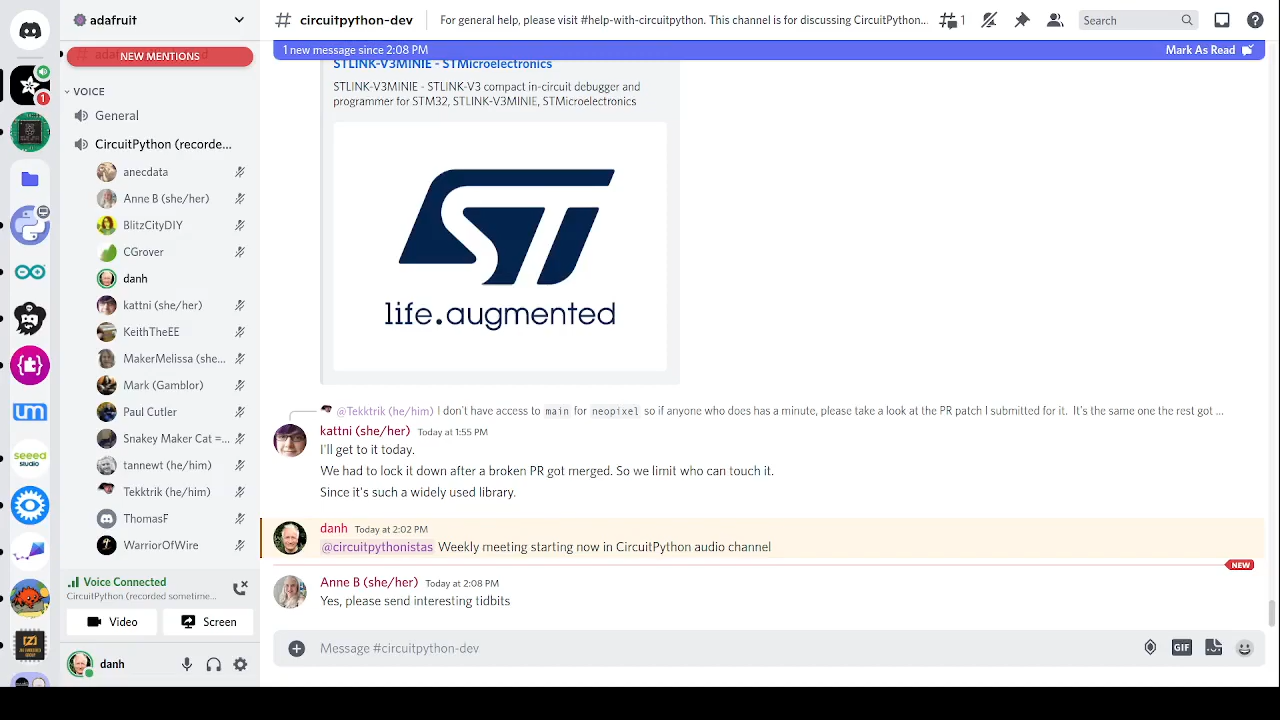 adafruit
NEW MENTIONS
VOICE
General
CircuitPython (recorde...
anecdata
Anne B (she/her)
BlitzCityDIY
CGrover
danh
kattni (she/her)
KeithTheEE
MakerMelissa (she...
Mark (Gamblor)
Paul Cutler
Snakey Maker Cat =...
tannewt (he/him)
Tekktrik (he/him)
ThomasF
WarriorOfWire
Voice Connected
CircuitPython (recorded sometime...
Video
Screen
danh
1
um
seeed
studio
# circuitpython-dev
For general help, please visit #help-with-circuitpython. This channel is for discussing CircuitPython...
1
Search
1 new message since 2:08 PM
Mark As Read
STLINK-V3MINIE - STMicroelectronics
STLINK-V3MINIE - STLINK-V3 compact in-circuit debugger and
programmer for STM32, STLINK-V3MINIE, STMicroelectronics
ST
life.augmented
@Tekktrik (he/him) I don't have access to main for neopixel so if anyone who does has a minute, please take a look at the PR patch I submitted for it. It's the same one the rest got ...
kattni (she/her) Today at 1:55 PM
I'll get to it today.
We had to lock it down after a broken PR got merged. So we limit who can touch it.
Since it's such a widely used library.
danh Today at 2:02 PM
@circuitpythonistas Weekly meeting starting now in CircuitPython audio channel
NEW
Anne B (she/her) Today at 2:08 PM
Yes, please send interesting tidbits
Message #circuitpython-dev
GIF